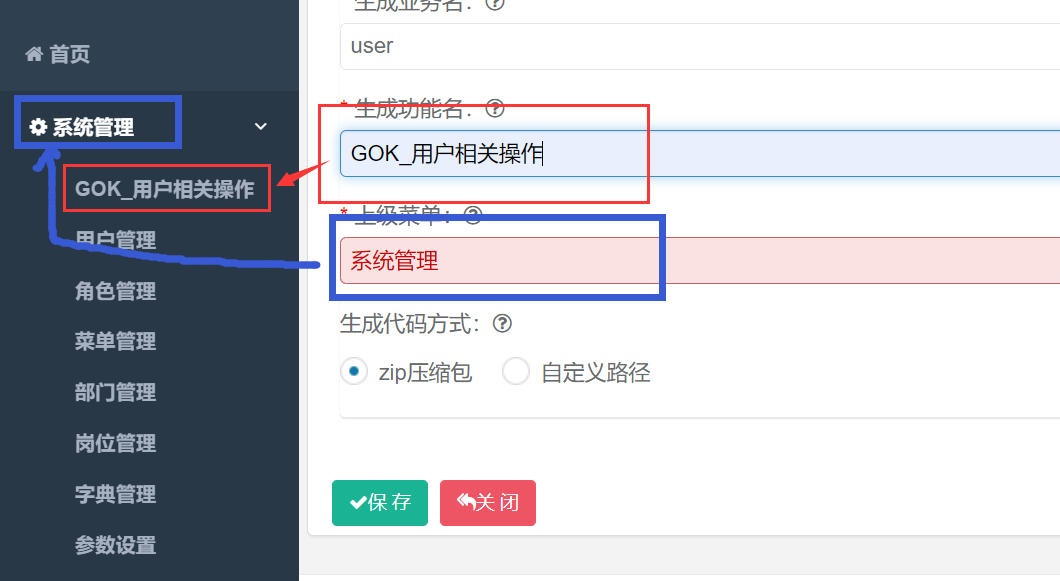 首页
系统管理
GOK_用户相关操作
用户管理
角色管理
菜单管理
部门管理
岗位管理
字典管理
参数设置
生成业务名：
user
* 生成功能名：
GOK_用户相关操作
* 上级菜单：
系统管理
生成代码方式：
zip压缩包 自定义路径
保存 关闭